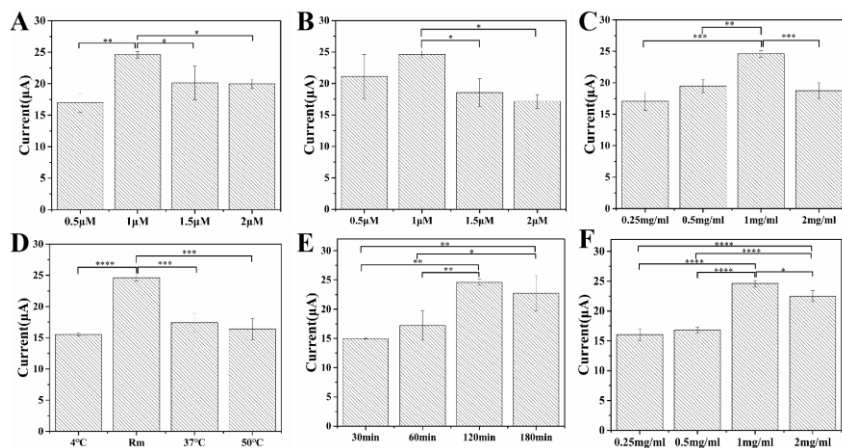 A
Current(μA)
30
25
20
15
10
5
0
** * *
0.5μM 1μM 1.5μM 2μM
B
Current(μA)
30
25
20
15
10
5
0
* *
0.5μM 1μM 1.5μM 2μM
C
Current(μA)
30
25
20
15
10
5
0
** *** ***
0.25mg/ml 0.5mg/ml 1mg/ml 2mg/ml
D
Current(μA)
30
25
20
15
10
5
0
*** **** ***
4°C Rm 37°C 50°C
E
Current(μA)
30
25
20
15
10
5
0
** * ** **
30min 60min 120min 180min
F
Current(μA)
30
25
20
15
10
5
0
**** **** **** **** *
0.25mg/ml 0.5mg/ml 1mg/ml 2mg/ml